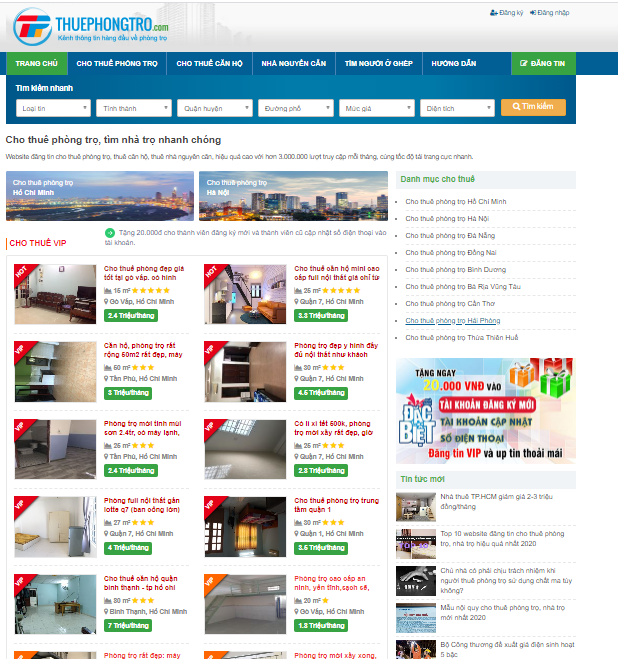 THUEPHONGTRO.com
Kênh thông tin hàng đầu về phòng trọ
Đăng ký
Đăng nhập
TRANG CHỦ
CHO THUÊ PHÒNG TRỌ
CHO THUÊ CĂN HỘ
NHÀ NGUYÊN CĂN
TÌM NGƯỜI Ở GHÉP
HƯỚNG DẪN
ĐĂNG TIN
Tìm kiếm nhanh
Loại tin
Tỉnh thành
Quận huyện
Đường phố
Mức giá
Diện tích
Tìm kiếm
Cho thuê phòng trọ, tìm nhà trọ nhanh chóng
Website đăng tin cho thuê phòng trọ, thuê căn hộ, thuê nhà nguyên căn, hiệu quả cao với hơn 3.000.000 lượt truy cập mỗi tháng, cùng tốc độ tải trang cực nhanh.
Cho thuê phòng trọ
Hồ Chí Minh
Cho thuê phòng trọ
Hà Nội
CHO THUÊ VIP
Tặng 20.000đ cho thành viên đăng ký mới và thành viên cũ cập nhật số điện thoại vào
tài khoản.
HOT
Cho thuê phòng đẹp giá
tốt tại gò vấp. có hình
15 m²
Gò Vấp, Hồ Chí Minh
2.4 Triệu/tháng
HOT
Cho thuê căn hộ mini cao
cấp full nội thất giá chỉ từ
25 m²
Quận 7, Hồ Chí Minh
3.3 Triệu/tháng
VIP
Căn hộ, phòng trọ rất
rộng 50m2 rất đẹp, máy
50 m²
Tân Phú, Hồ Chí Minh
3 Triệu/tháng
VIP
Phòng trọ đẹp y hình đầy
đủ nội thất như khách
30 m²
Quận 7, Hồ Chí Minh
4.5 Triệu/tháng
VIP
Phòng trọ mới tinh mùi
sơn 2.4tr, có máy lạnh,
25 m²
Tân Phú, Hồ Chí Minh
2.4 Triệu/tháng
VIP
Có lì xì tết 500k, phòng
trọ mới xây rất đẹp, giờ
25 m²
Quận 7, Hồ Chí Minh
2.3 Triệu/tháng
VIP
Phòng full nội thất gần
lotte q7 (ban công lớn)
27 m²
Quận 7, Hồ Chí Minh
4 Triệu/tháng
VIP
Cho thuê phòng trọ trung
tâm quận 1
30 m²
Quận 1, Hồ Chí Minh
3.5 Triệu/tháng
VIP
Cho thuê căn hộ quận
bình thạnh - tp hồ chí
30 m²
Bình Thạnh, Hồ Chí Minh
7 Triệu/tháng
VIP
Phòng trọ cao cấp an
ninh, yên tĩnh,sạch sẽ,
20 m²
Gò Vấp, Hồ Chí Minh
1.3 Triệu/tháng
Phòng trọ rất đẹp: máy
Phòng trọ mới xây xong,
Danh mục cho thuê
Cho thuê phòng trọ Hồ Chí Minh
Cho thuê phòng trọ Hà Nội
Cho thuê phòng trọ Đà Nẵng
Cho thuê phòng trọ Đồng Nai
Cho thuê phòng trọ Bình Dương
Cho thuê phòng trọ Bà Rịa Vũng Tàu
Cho thuê phòng trọ Cần Thơ
Cho thuê phòng trọ Hải Phòng
Cho thuê phòng trọ Thừa Thiên Huế
TẶNG NGAY
20.000 VNĐ VÀO
ĐẶC BIỆT
TÀI KHOẢN ĐĂNG KÝ MỚI
TÀI KHOẢN CẬP NHẬT
SỐ ĐIỆN THOẠI
Đăng tin VIP và up tin thoải mái
Tin tức mới
Nhà thuê TP.HCM giảm giá 2-3 triệu
đồng/tháng
Top 10 website đăng tin cho thuê phòng
trọ, nhà trọ hiệu quả nhất 2020
Chủ nhà có phải chịu trách nhiệm khi
người thuê phòng trọ sử dụng chất ma túy
không?
Mẫu nội quy cho thuê phòng trọ, nhà trọ
mới nhất 2020
Bộ Công thương đề xuất giá điện sinh hoạt
5 bậc